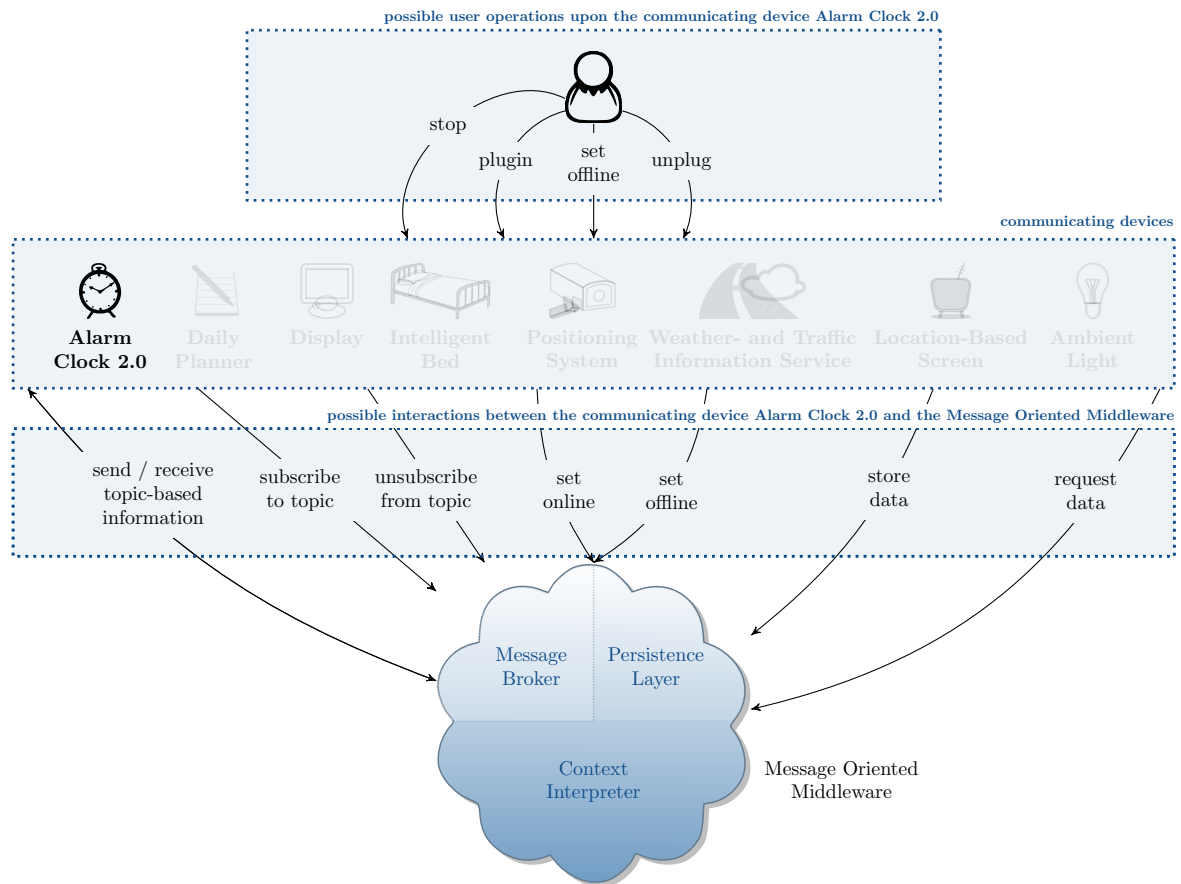 possible user operations upon the communicating device Alarm Clock 2.0
stop
plugin
set
offline
unplug
communicating devices
Alarm
Clock 2.0
Daily
Planner
Display
Intelligent
Bed
Positioning
System
Weather- and Traffic
Information Service
Location-Based
Screen
Ambient
Light
possible interactions between the communicating device Alarm Clock 2.0 and the Message Oriented Middleware
send / receive
topic-based
information
subscribe
to topic
unsubscribe
from topic
set
online
set
offline
store
data
request
data
Message
Broker
Persistence
Layer
Context
Interpreter
Message Oriented
Middleware